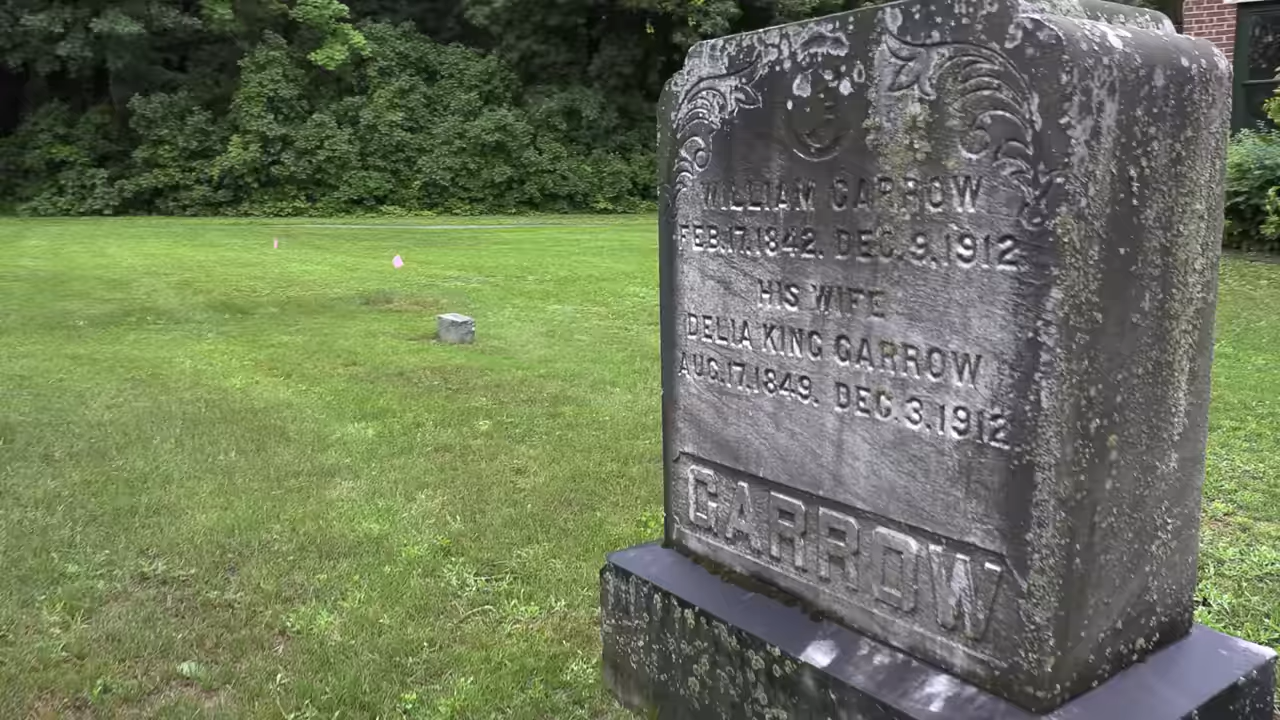 WILLIAM GARROW
FEB.17.1842. DEC.9.1912
HIS WIFE
DELIA KING GARROW
AUG.17.1849. DEC.3.1912
GARROW